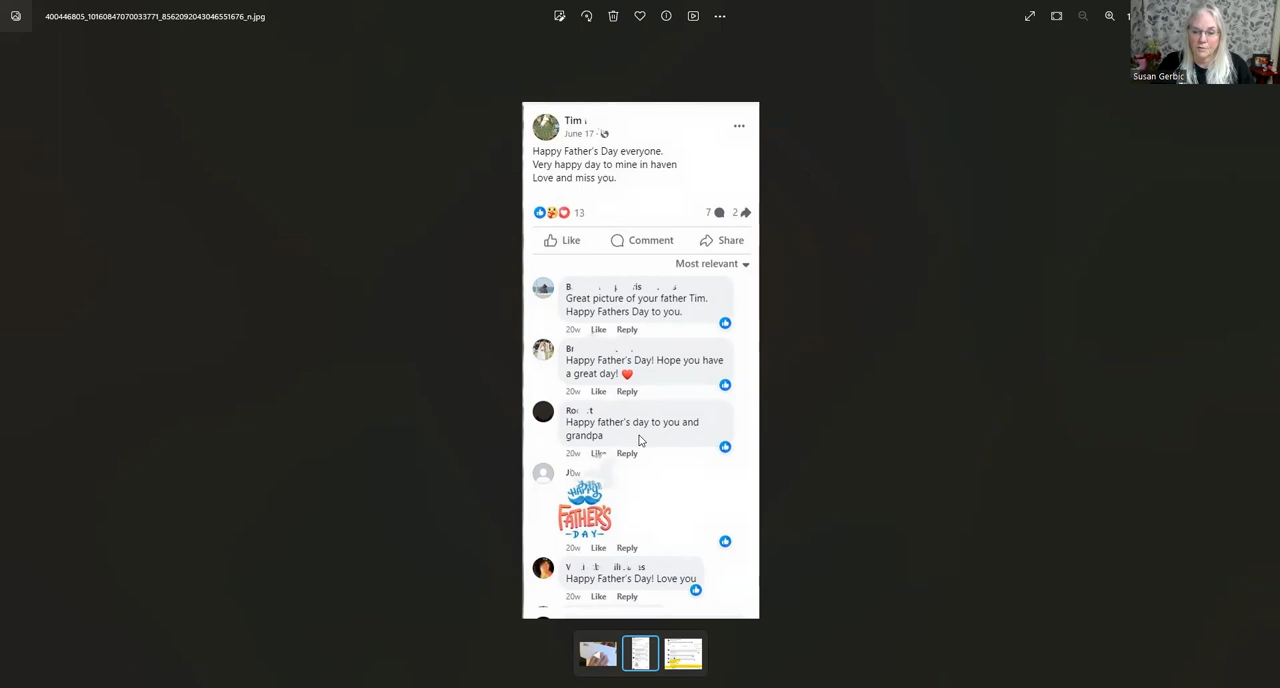 400446805_10160847070033771_8562092043046551676_n.jpg
Susan Gerbic
Tim
June 17 ·
Happy Father's Day everyone.
Very happy day to mine in haven
Love and miss you.
13
7
2
Like
Comment
Share
Most relevant
Great picture of your father Tim.
Happy Fathers Day to you.
20w Like Reply
Happy Father's Day! Hope you have
a great day!
20w Like Reply
Happy father's day to you and
grandpa
20w Like Reply
HAPPY
FATHER'S
- DAY -
20w Like Reply
Happy Father's Day! Love you
20w Like Reply